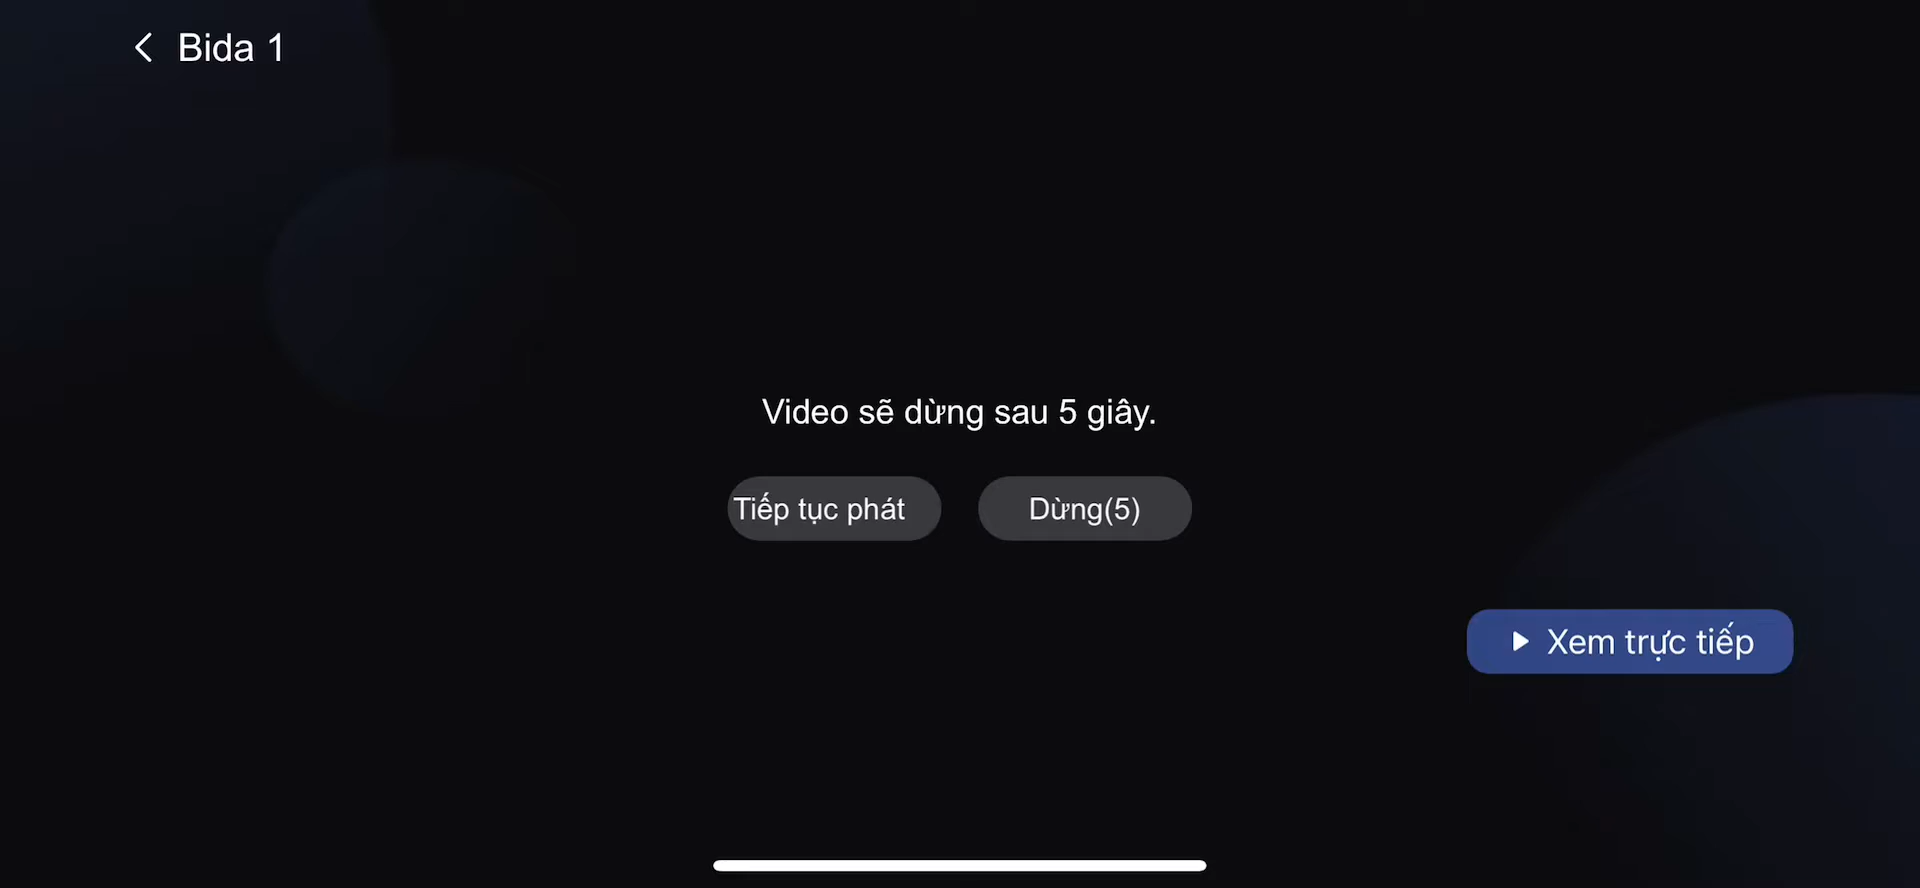 Bida 1
Video sẽ dừng sau 5 giây.
Tiếp tục phát
Dừng(5)
Xem trực tiếp